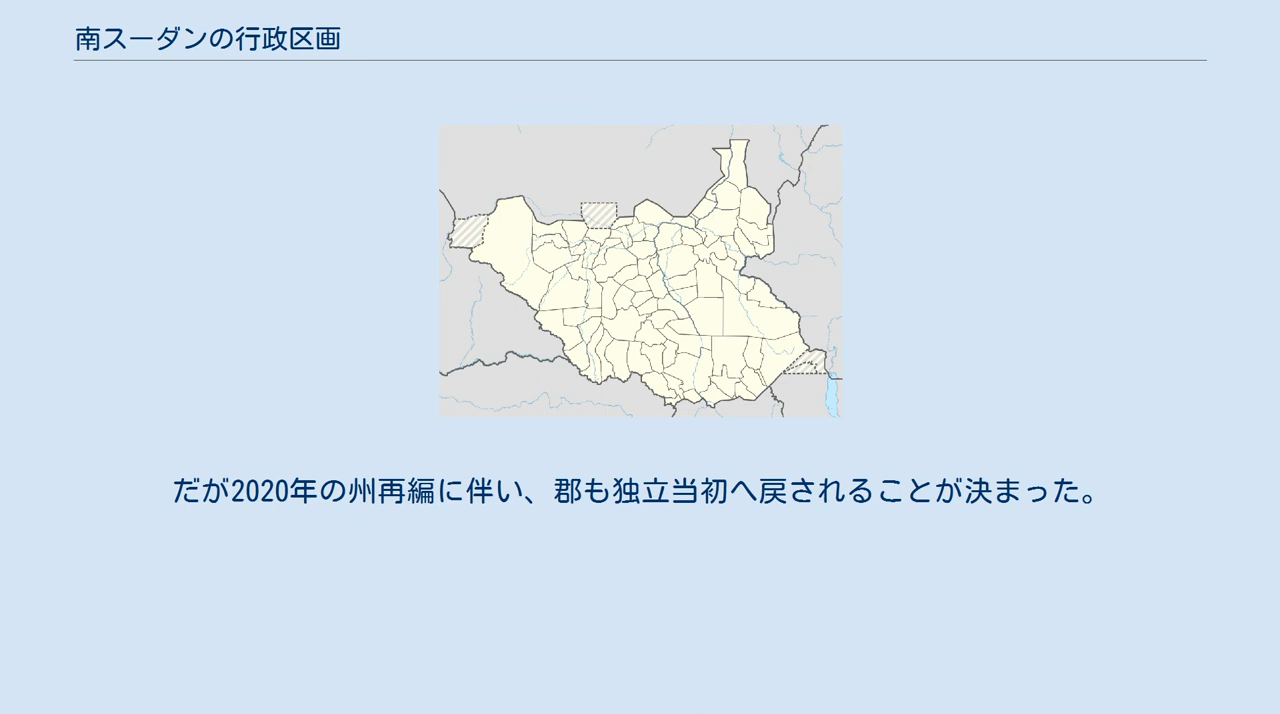 南スーダンの行政区画
だが2020年の州再編に伴い、郡も独立当初へ戻されることが決まった。